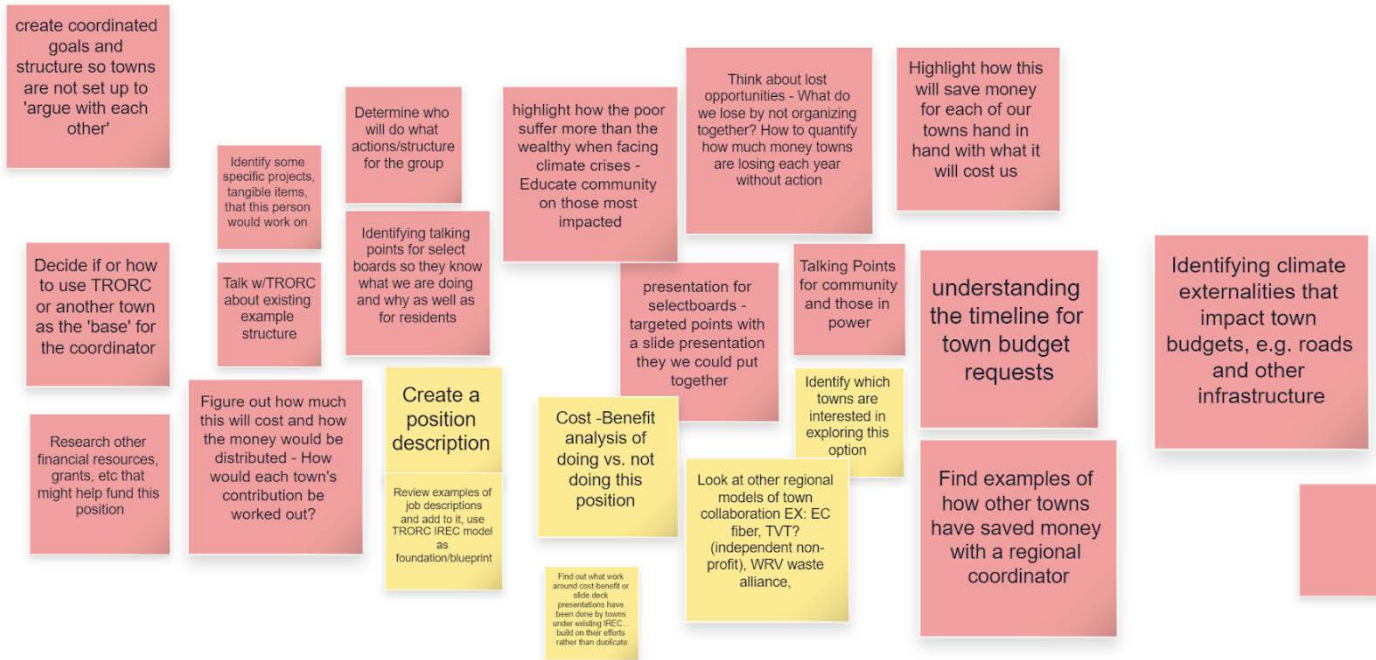 create coordinated
goals and
structure so towns
are not set up to
'argue with each
other'
Determine who
will do what
actions/structure
for the group
highlight how the poor
suffer more than the
wealthy when facing
climate crises -
Educate community
on those most
impacted
Think about lost
opportunities - What do
we lose by not organizing
together? How to quantify
how much money towns
are losing each year
without action
Highlight how this
will save money
for each of our
towns hand in
hand with what it
will cost us
Identify some
specific projects,
tangible items,
that this person
would work on
Decide if or how
to use TRORC
or another town
as the 'base' for
the coordinator
Talk w/TRORC
about existing
example
structure
Identifying talking
points for select
boards so they know
what we are doing
and why as well as
for residents
presentation for
selectboards -
targeted points with
a slide presentation
they we could put
together
Talking Points
for community
and those in
power
understanding
the timeline for
town budget
requests
Identifying climate
externalities that
impact town
budgets, e.g. roads
and other
infrastructure
Research other
financial resources,
grants, etc that
might help fund this
position
Figure out how much
this will cost and how
the money would be
distributed - How
would each town's
contribution be
worked out?
Create a
position
description
Review examples of
job descriptions
and add to it, use
TRORC IREC model
as
foundation/blueprint
Cost -Benefit
analysis of
doing vs. not
doing this
position
Identify which
towns are
interested in
exploring this
option
Look at other
regional models
of town
collaboration EX: EC
fiber, TVT?
(independent non-
profit), WRV waste
alliance,
Find examples of
how other towns
have saved money
with a regional
coordinator
Find out what work
around cost-benefit or
slide deck
presentations have
been done by towns
under existing IREC...
build on their efforts
rather than duplicate